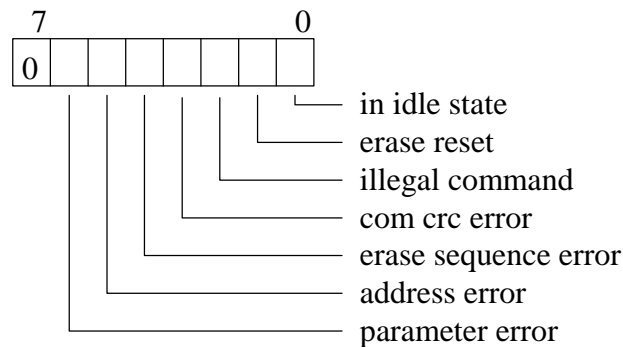 7 0
0
in idle state
erase reset
illegal command
com crc error
erase sequence error
address error
parameter error